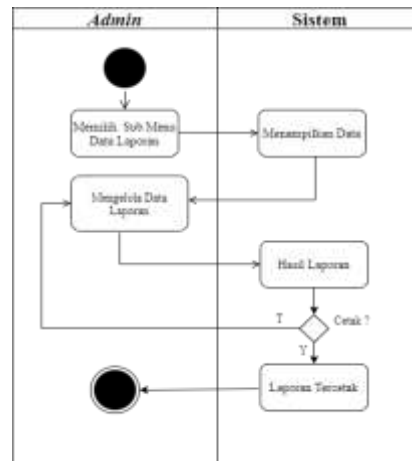 Admin
Sistem
Memilih Sub Menu
Data Laporan
Menampilkan Data
Mengelola Data
Laporan
Hasil Laporan
T
Cetak ?
Y
Laporan Tercetak